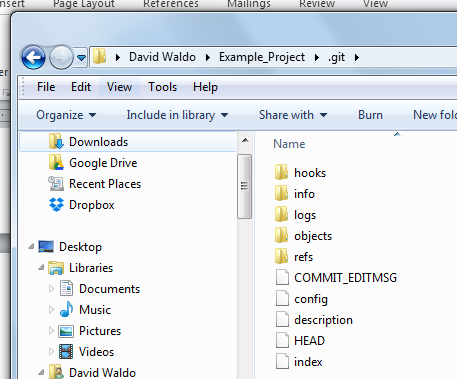 nsert Page Layout References Mailings Review View
David Waldo Example_Project .git
File Edit View Tools Help
Organize Include in library Share with Burn New fold
Downloads
Google Drive
Recent Places
Dropbox
Desktop
Libraries
Documents
Music
Pictures
Videos
David Waldo
Name
hooks
info
logs
objects
refs
COMMIT_EDITMSG
config
description
HEAD
index